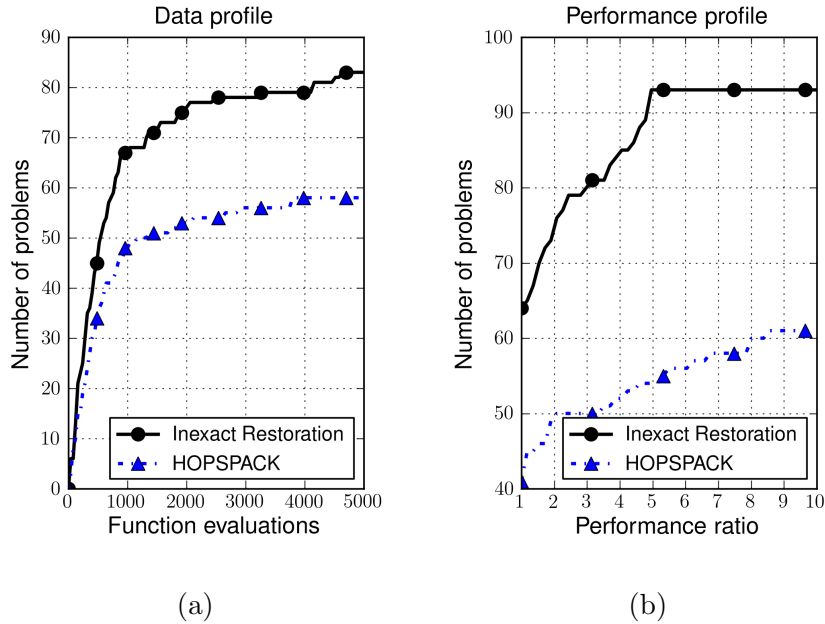 Data profile
Number of problems
90
80
70
60
50
40
30
20
10
0
0 1000 2000 3000 4000 5000
Function evaluations
Inexact Restoration
HOPSPACK
(a)
Performance profile
Number of problems
100
90
80
70
60
50
40
1 2 3 4 5 6 7 8 9 10
Performance ratio
Inexact Restoration
HOPSPACK
(b)